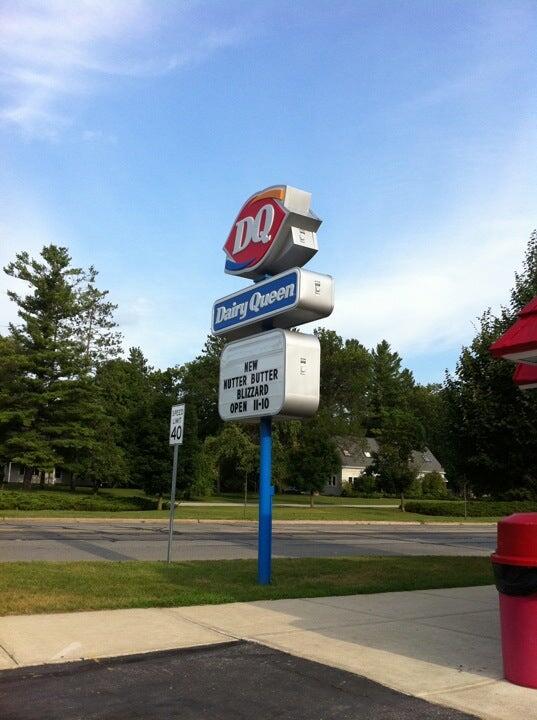 DQ
Dairy Queen
NEW
NUTTER BUTTER
BLIZZARD
OPEN 11-10
SPEED
LIMIT
40